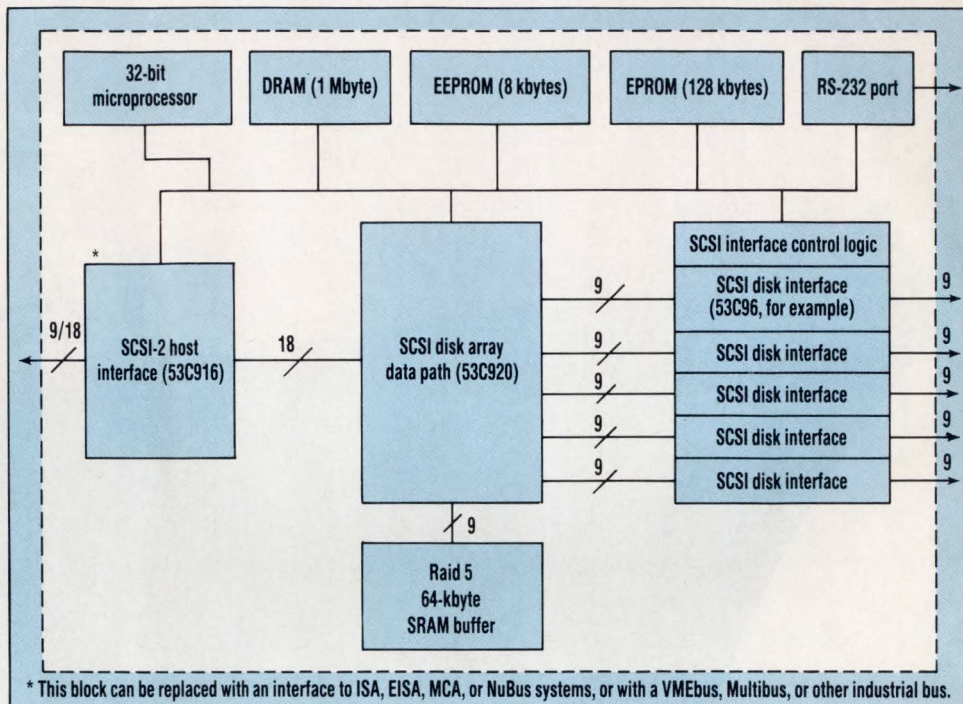 32-bit
microprocessor
DRAM (1 Mbyte)
EEPROM (8 kbytes)
EPROM (128 kbytes)
RS-232 port
*
SCSI-2 host
interface (53C916)
9/18
18
SCSI disk array
data path (53C920)
9
9
9
9
9
SCSI interface control logic
SCSI disk interface
(53C96, for example)
SCSI disk interface
SCSI disk interface
SCSI disk interface
SCSI disk interface
9
9
9
9
9
9
Raid 5
64-kbyte
SRAM buffer
* This block can be replaced with an interface to ISA, EISA, MCA, or NuBus systems, or with a VMEbus, Multibus, or other industrial bus.